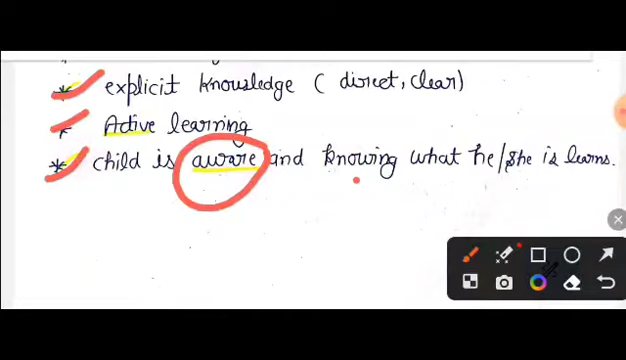 * explicit knowledge ( direct, clear)
* Active learning
* child is aware and knowing what he/she is learns.